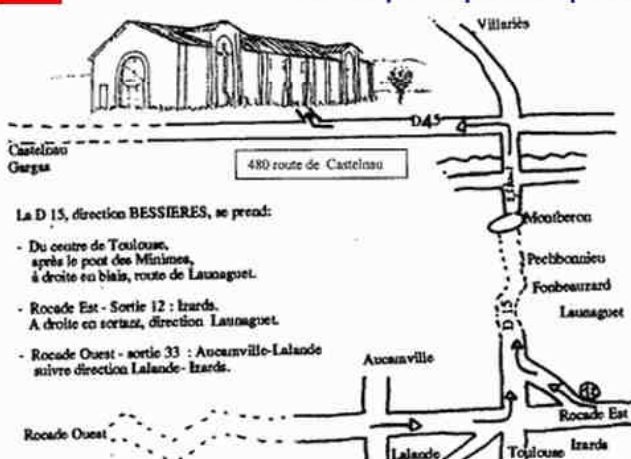 Villariès
D45
Castelnau
Gargas
480 route de Castelnau
La D 15, direction BESSIERES, se prend:
- Du centre de Toulouse,
après le pont des Minimes,
à droite en biais, route de Launaguet.
- Rocade Est - Sortie 12 : Izards.
A droite en sortant, direction Launaguet.
- Rocade Ouest - sortie 33 : Aucamville-Lalande
suivre direction Lalande- Izards.
Montberon
Pechbonnieu
Fonbeauzard
Launaguet
D 15
Aucamville
Rocade Est
Rocade Ouest
Lalande
Toulouse
Izards